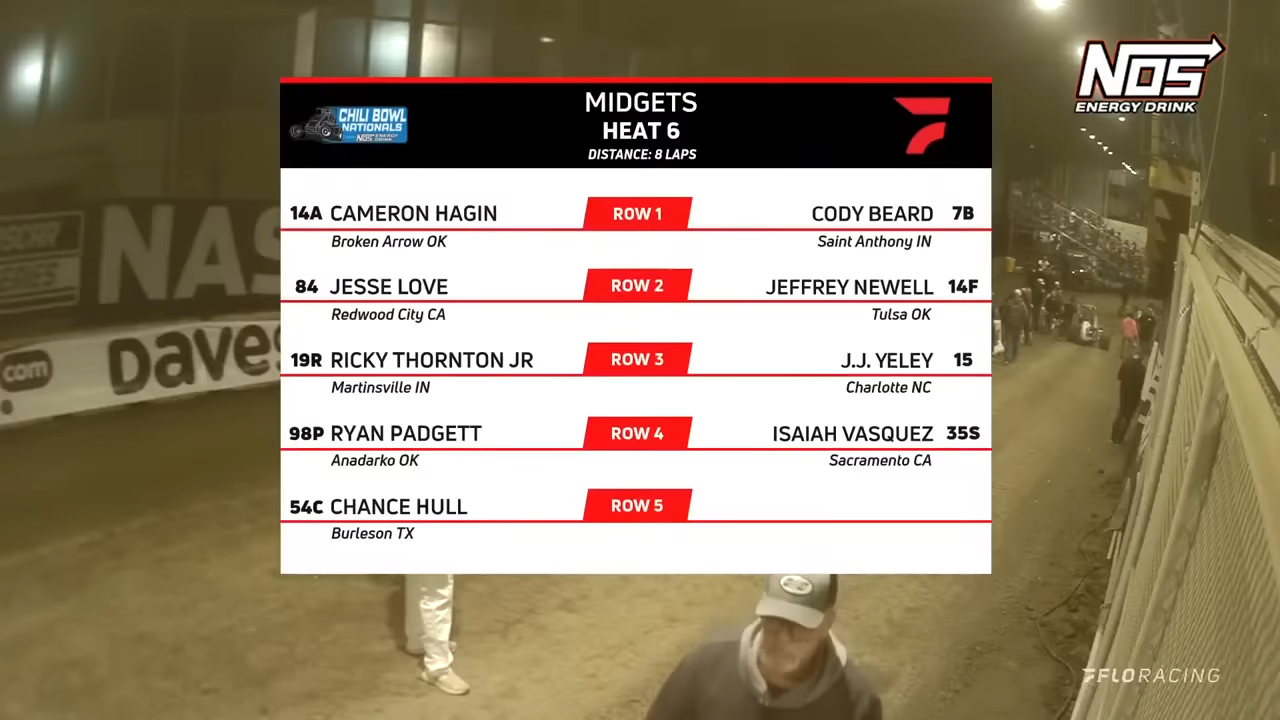 NOS
ENERGY DRINK
CHILI BOWL
NATIONALS
NOS ENERGY
MIDGETS
HEAT 6
DISTANCE: 8 LAPS
14A CAMERON HAGIN ROW 1 CODY BEARD 7B
Broken Arrow OK Saint Anthony IN
84 JESSE LOVE ROW 2 JEFFREY NEWELL 14F
Redwood City CA Tulsa OK
19R RICKY THORNTON JR ROW 3 J.J. YELEY 15
Martinsville IN Charlotte NC
98P RYAN PADGETT ROW 4 ISAIAH VASQUEZ 35S
Anadarko OK Sacramento CA
54C CHANCE HULL ROW 5
Burleson TX
NAS
com
Daves
FLORACING